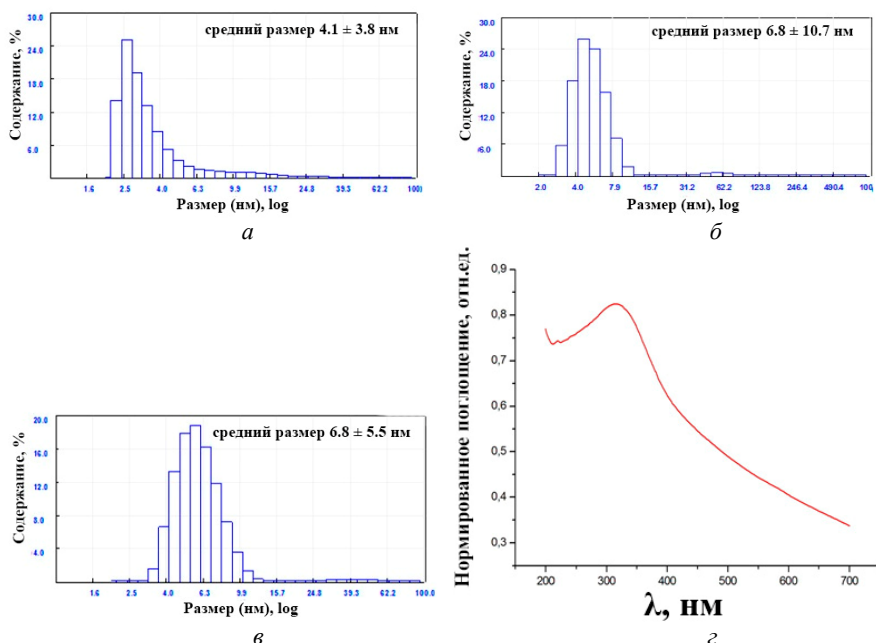 средний размер 4.1 ± 3.8 нм
Содержание, %
30.0
24.0
18.0
12.0
6.0
1.6 2.5 4.0 6.3 9.9 15.7 24.8 39.5 62.2
Размер (нм), log
а
средний размер 6.8 ± 10.7 нм
Содержание, %
30.0
24.0
18.0
12.0
6.0
2.0 4.0 7.9 15.7 31.2 62.2 123.8 246.4 490.4
Размер (нм), log
б
средний размер 6.8 ± 5.5 нм
Содержание, %
20.0
16.0
12.0
8.0
4.0
1.6 2.5 4.0 6.3 9.9 15.7 24.8 39.5 62.2 100.0
Размер (нм), log
в
Нормированное поглощение, отн.ед.
0,9
0,8
0,7
0,6
0,5
0,4
0,3
200 300 400 500 600 700
λ, нм
г